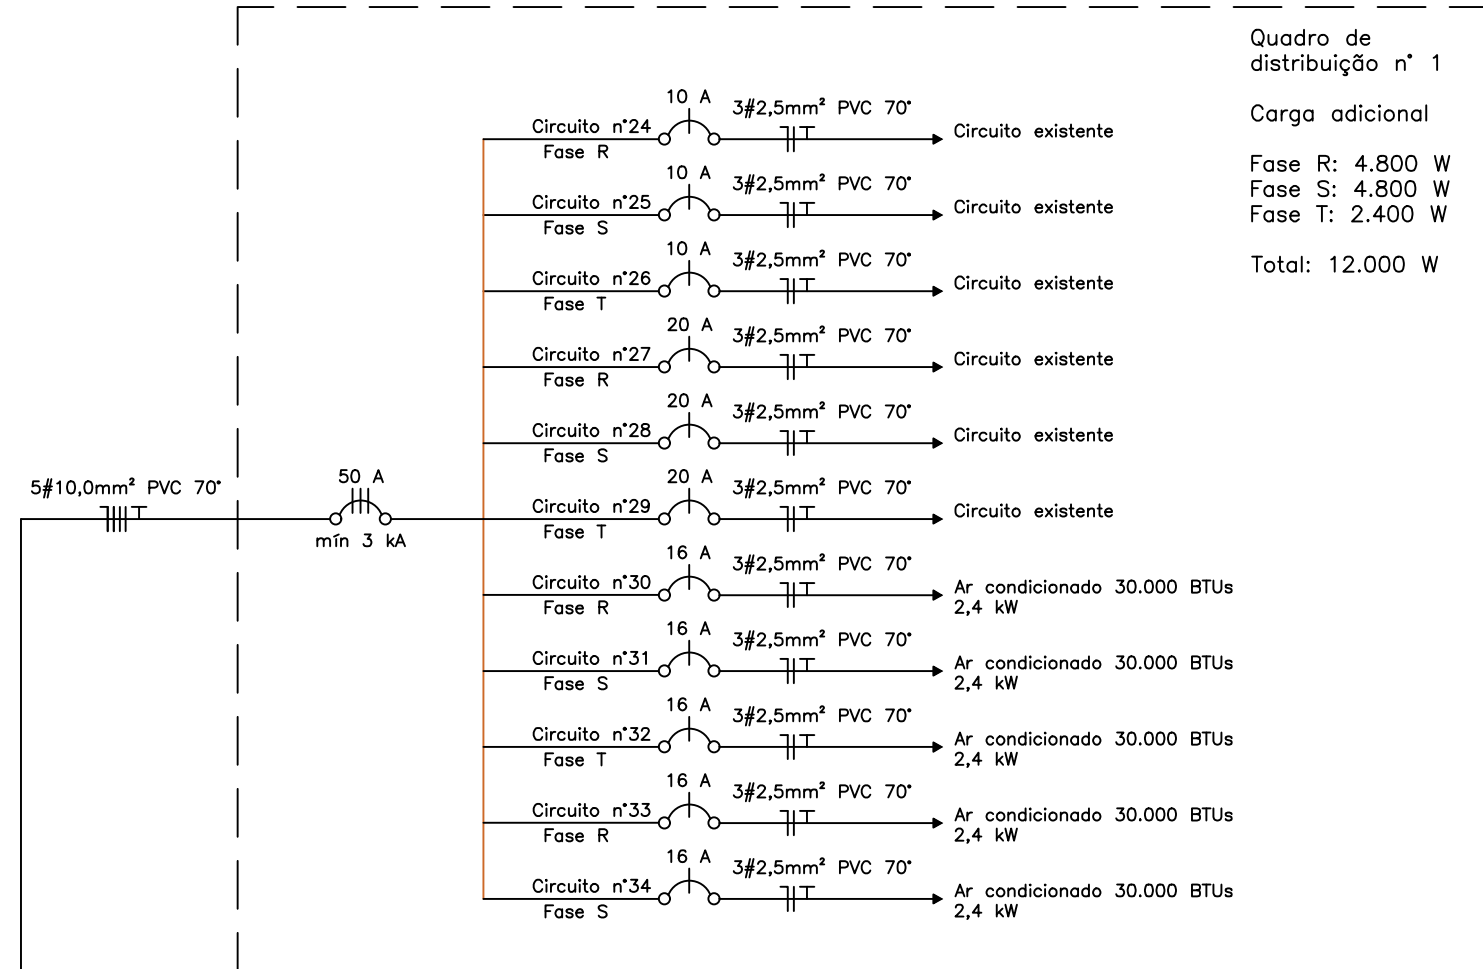 Quadro de
distribuição n° 1
Carga adicional
Fase R: 4.800 W
Fase S: 4.800 W
Fase T: 2.400 W
Total: 12.000 W
10 A
Circuito n°24
3#2,5mm² PVC 70°
Circuito existente
Fase R
10 A
Circuito n°25
3#2,5mm² PVC 70°
Circuito existente
Fase S
10 A
Circuito n°26
3#2,5mm² PVC 70°
Circuito existente
Fase T
20 A
Circuito n°27
3#2,5mm² PVC 70°
Circuito existente
Fase R
20 A
Circuito n°28
3#2,5mm² PVC 70°
Circuito existente
Fase S
5#10,0mm² PVC 70°
50 A
mín 3 kA
20 A
Circuito n°29
3#2,5mm² PVC 70°
Circuito existente
Fase T
16 A
Circuito n°30
3#2,5mm² PVC 70°
Ar condicionado 30.000 BTUs
2,4 kW
Fase R
16 A
Circuito n°31
3#2,5mm² PVC 70°
Ar condicionado 30.000 BTUs
2,4 kW
Fase S
16 A
Circuito n°32
3#2,5mm² PVC 70°
Ar condicionado 30.000 BTUs
2,4 kW
Fase T
16 A
Circuito n°33
3#2,5mm² PVC 70°
Ar condicionado 30.000 BTUs
2,4 kW
Fase R
16 A
Circuito n°34
3#2,5mm² PVC 70°
Ar condicionado 30.000 BTUs
2,4 kW
Fase S